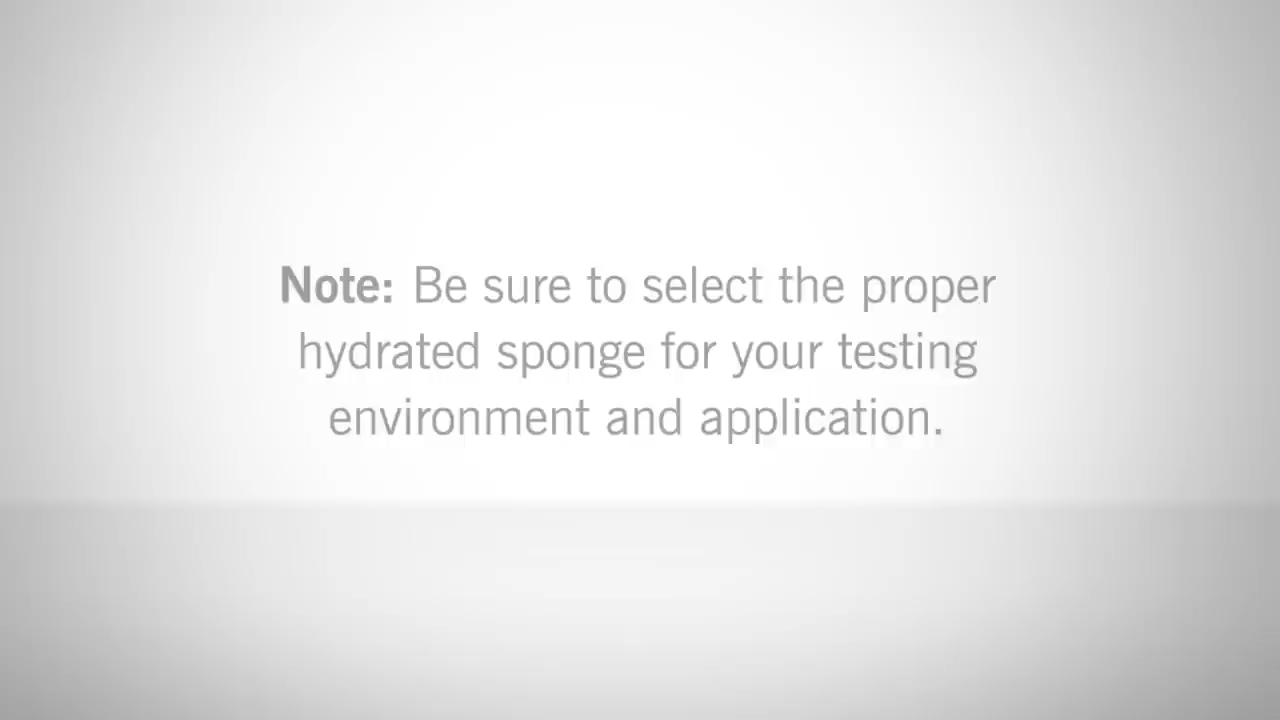 Note: Be sure to select the proper
hydrated sponge for your testing
environment and application.